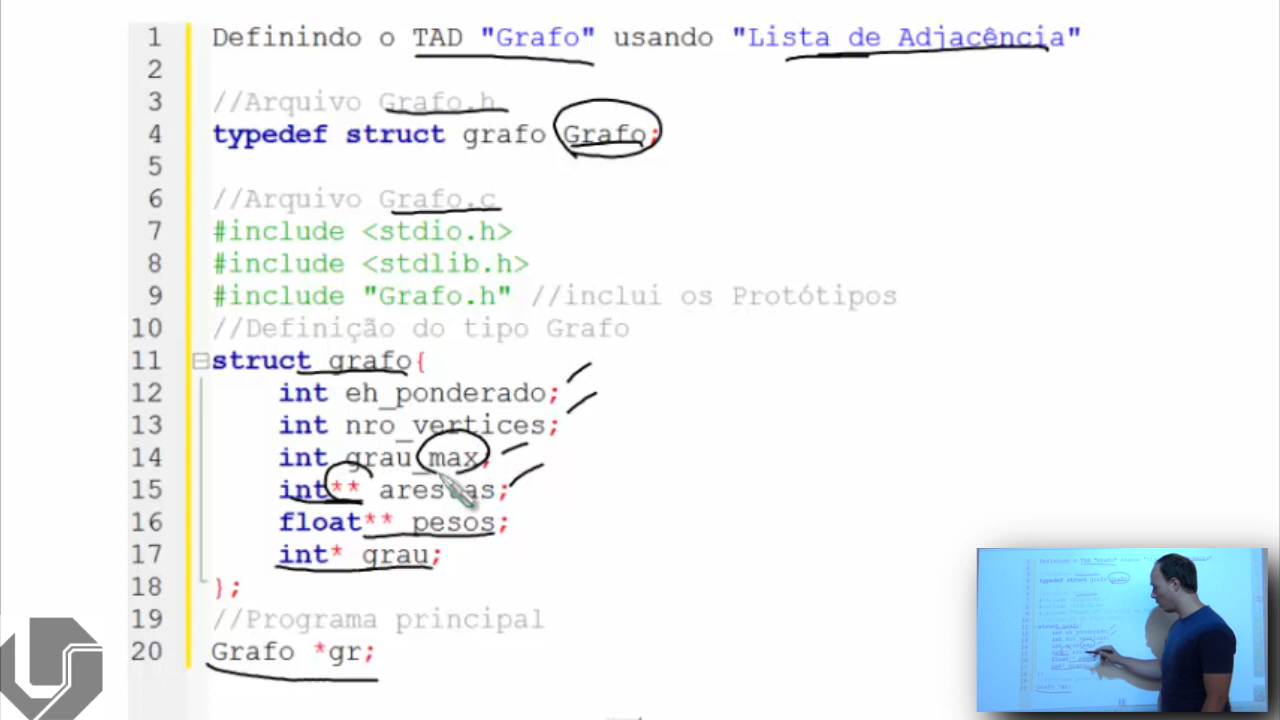 1 Definindo o TAD "Grafo" usando "Lista de Adjacência"
2
3 //Arquivo Grafo.h
4 typedef struct grafo Grafo;
5
6 //Arquivo Grafo.c
7 #include <stdio.h>
8 #include <stdlib.h>
9 #include "Grafo.h" //inclui os Protótipos
10 //Definição do tipo Grafo
11 struct grafo{
12 int eh_ponderado;
13 int nro_vertices;
14 int grau_max;
15 int** arestas;
16 float** pesos;
17 int* grau;
18 };
19 //Programa principal
20 Grafo *gr;